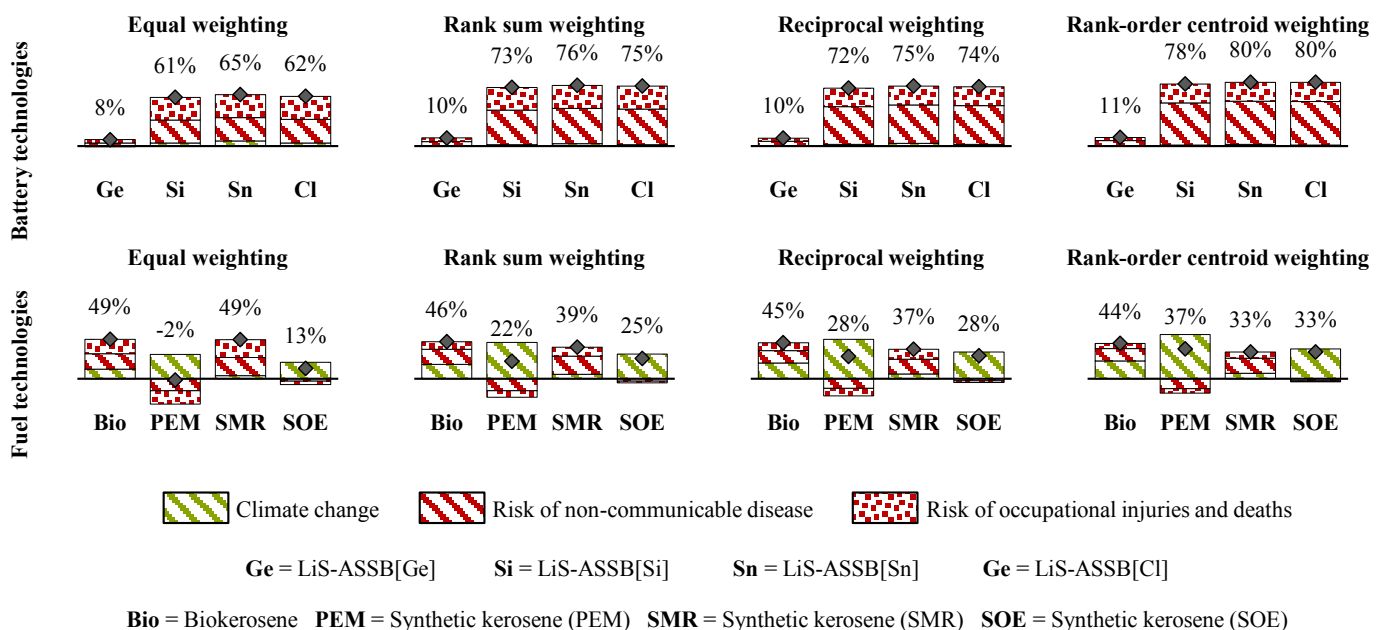 Equal weighting Rank sum weighting Reciprocal weighting Rank-order centroid weighting
Battery technologies
8% 61% 65% 62% 10% 73% 76% 75% 10% 72% 75% 74% 11% 78% 80% 80%
Ge Si Sn Cl Ge Si Sn Cl Ge Si Sn Cl Ge Si Sn Cl
Equal weighting Rank sum weighting Reciprocal weighting Rank-order centroid weighting
Fuel technologies
49% -2% 49% 13% 46% 22% 39% 25% 45% 28% 37% 28% 44% 37% 33% 33%
Bio PEM SMR SOE Bio PEM SMR SOE Bio PEM SMR SOE Bio PEM SMR SOE
Climate change Risk of non-communicable disease Risk of occupational injuries and deaths
Ge = LiS-ASSB[Ge] Si = LiS-ASSB[Si] Sn = LiS-ASSB[Sn] Ge = LiS-ASSB[Cl]
Bio = Biokerosene PEM = Synthetic kerosene (PEM) SMR = Synthetic kerosene (SMR) SOE = Synthetic kerosene (SOE)